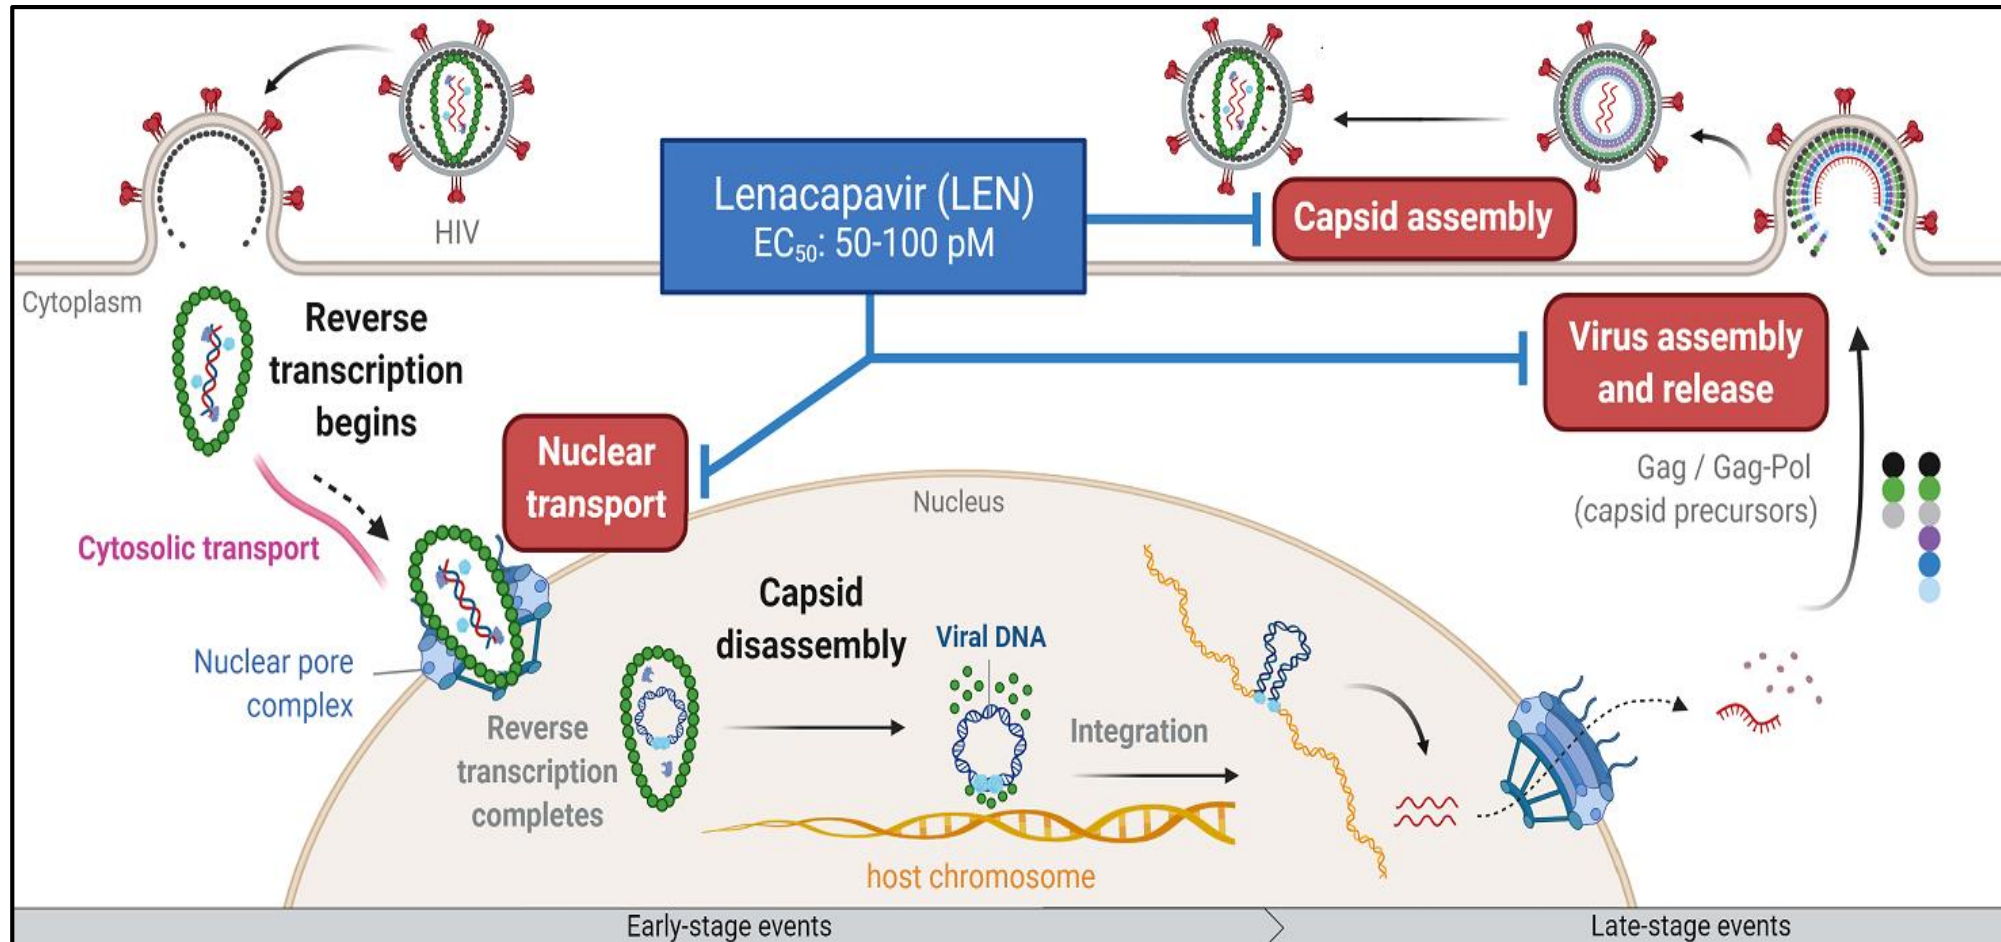 HIV
Lenacapavir (LEN)
EC₅₀: 50-100 pM
Capsid assembly
Cytoplasm
Reverse
transcription
begins
Virus assembly
and release
Nuclear
transport
Gag / Gag-Pol
(capsid precursors)
Nucleus
Cytosolic transport
Capsid
disassembly
Viral DNA
Nuclear pore
complex
Reverse
transcription
completes
Integration
host chromosome
Early-stage events
Late-stage events